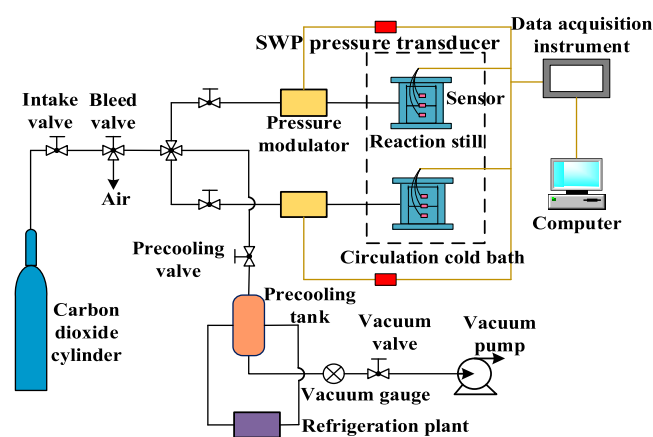 SWP pressure transducer
Data acquisition
instrument
Intake
valve
Bleed
valve
Pressure
modulator
Sensor
Reaction still
Air
Computer
Precooling
valve
Circulation cold bath
Carbon
dioxide
cylinder
Precooling
tank
Vacuum
valve
Vacuum
pump
Vacuum gauge
Refrigeration plant